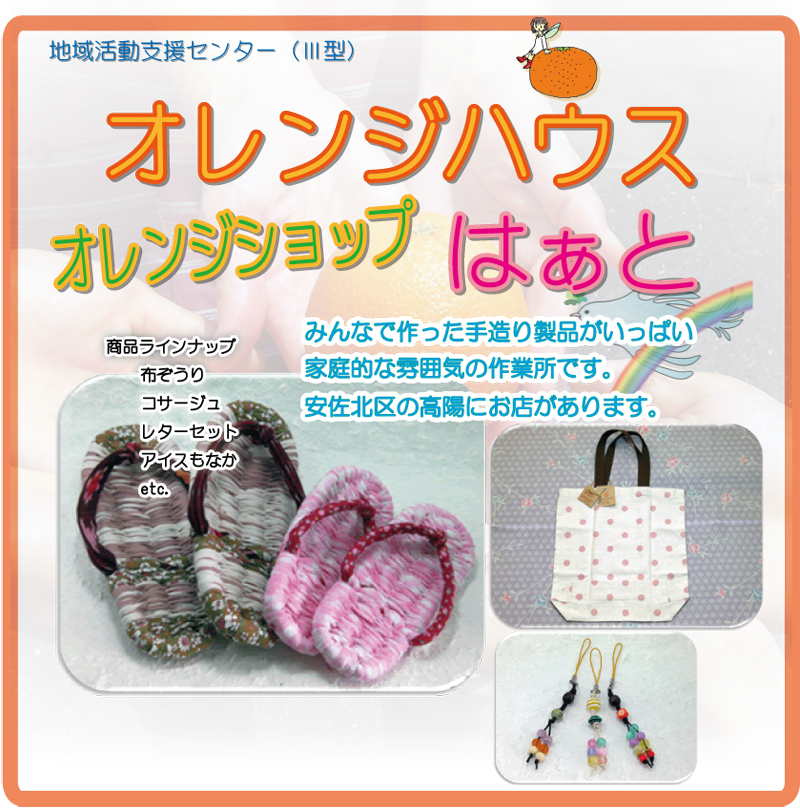 地域活動支援センター（Ⅲ型）
オレンジハウス
オレンジショップ はぁと
みんなで作った手造り製品がいっぱい
家庭的な雰囲気の作業所です。
安佐北区の高陽にお店があります。
商品ラインナップ
布ぞうり
コサージュ
レターセット
アイスもなか
etc.